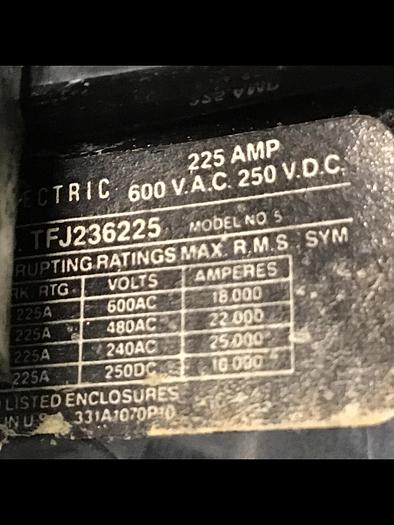 225 AMP
ECTRIC 600 V.A.C. 250 V.D.C.
. TFJ236225 MODEL NO 5
RUPTING RATINGS MAX. R.M.S. SYM
RK. RTG VOLTS AMPERES
225A 600AC 18.000
225A 480AC 22.000
225A 240AC 25.000
225A 250DC 10.000
LISTED ENCLOSURES
IN U.S.A. 331A1070P10